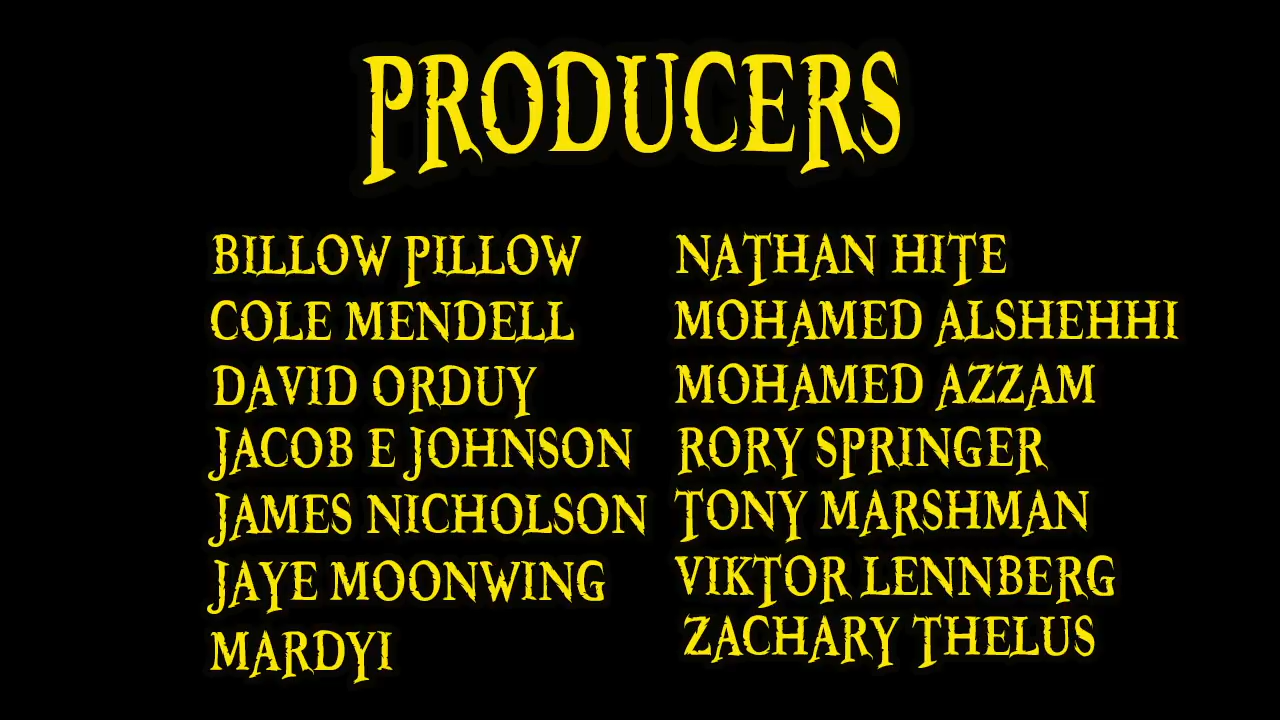 PRODUCERS
BILLOW PILLOW
COLE MENDELL
DAVID ORDUY
JACOB E JOHNSON
JAMES NICHOLSON
JAYE MOONWING
MARDYI
NATHAN HITE
MOHAMED ALSHEHHI
MOHAMED AZZAM
RORY SPRINGER
TONY MARSHMAN
VIKTOR LENNBERG
ZACHARY THELUS